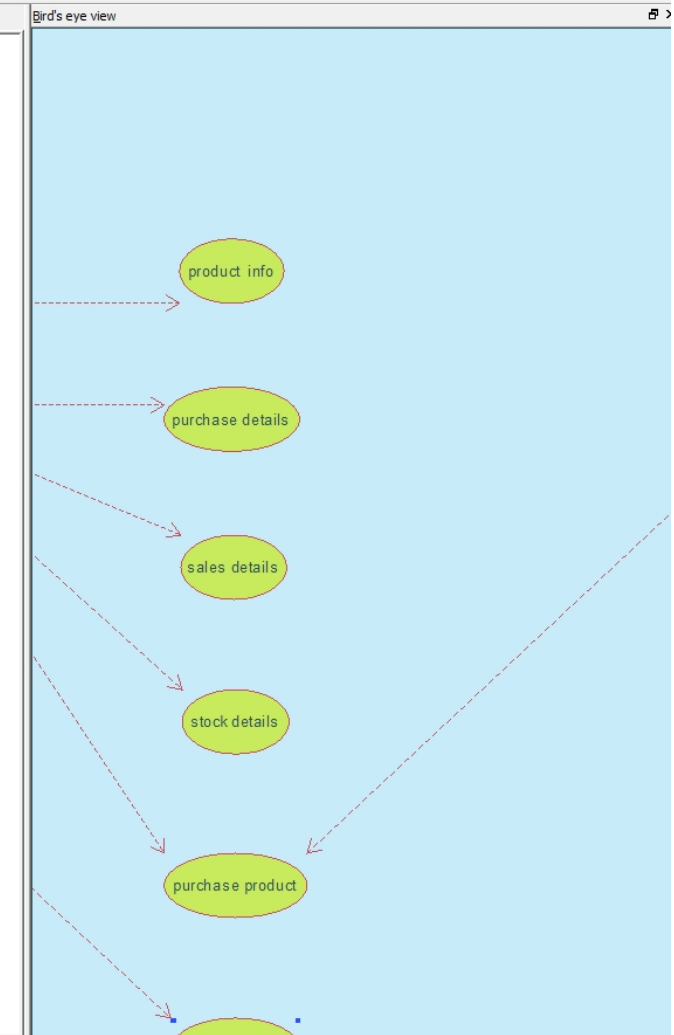 Bird's eye view
product info
purchase details
sales details
stock details
purchase product